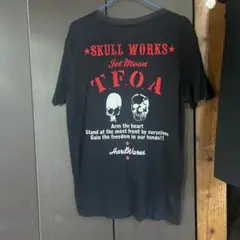 ★SKULL WORKS★
Jet Moon
T.F.O.A
Arm the heart
Stand at the most front by ourselves
Gain the freedom in our hands!!
HardWares